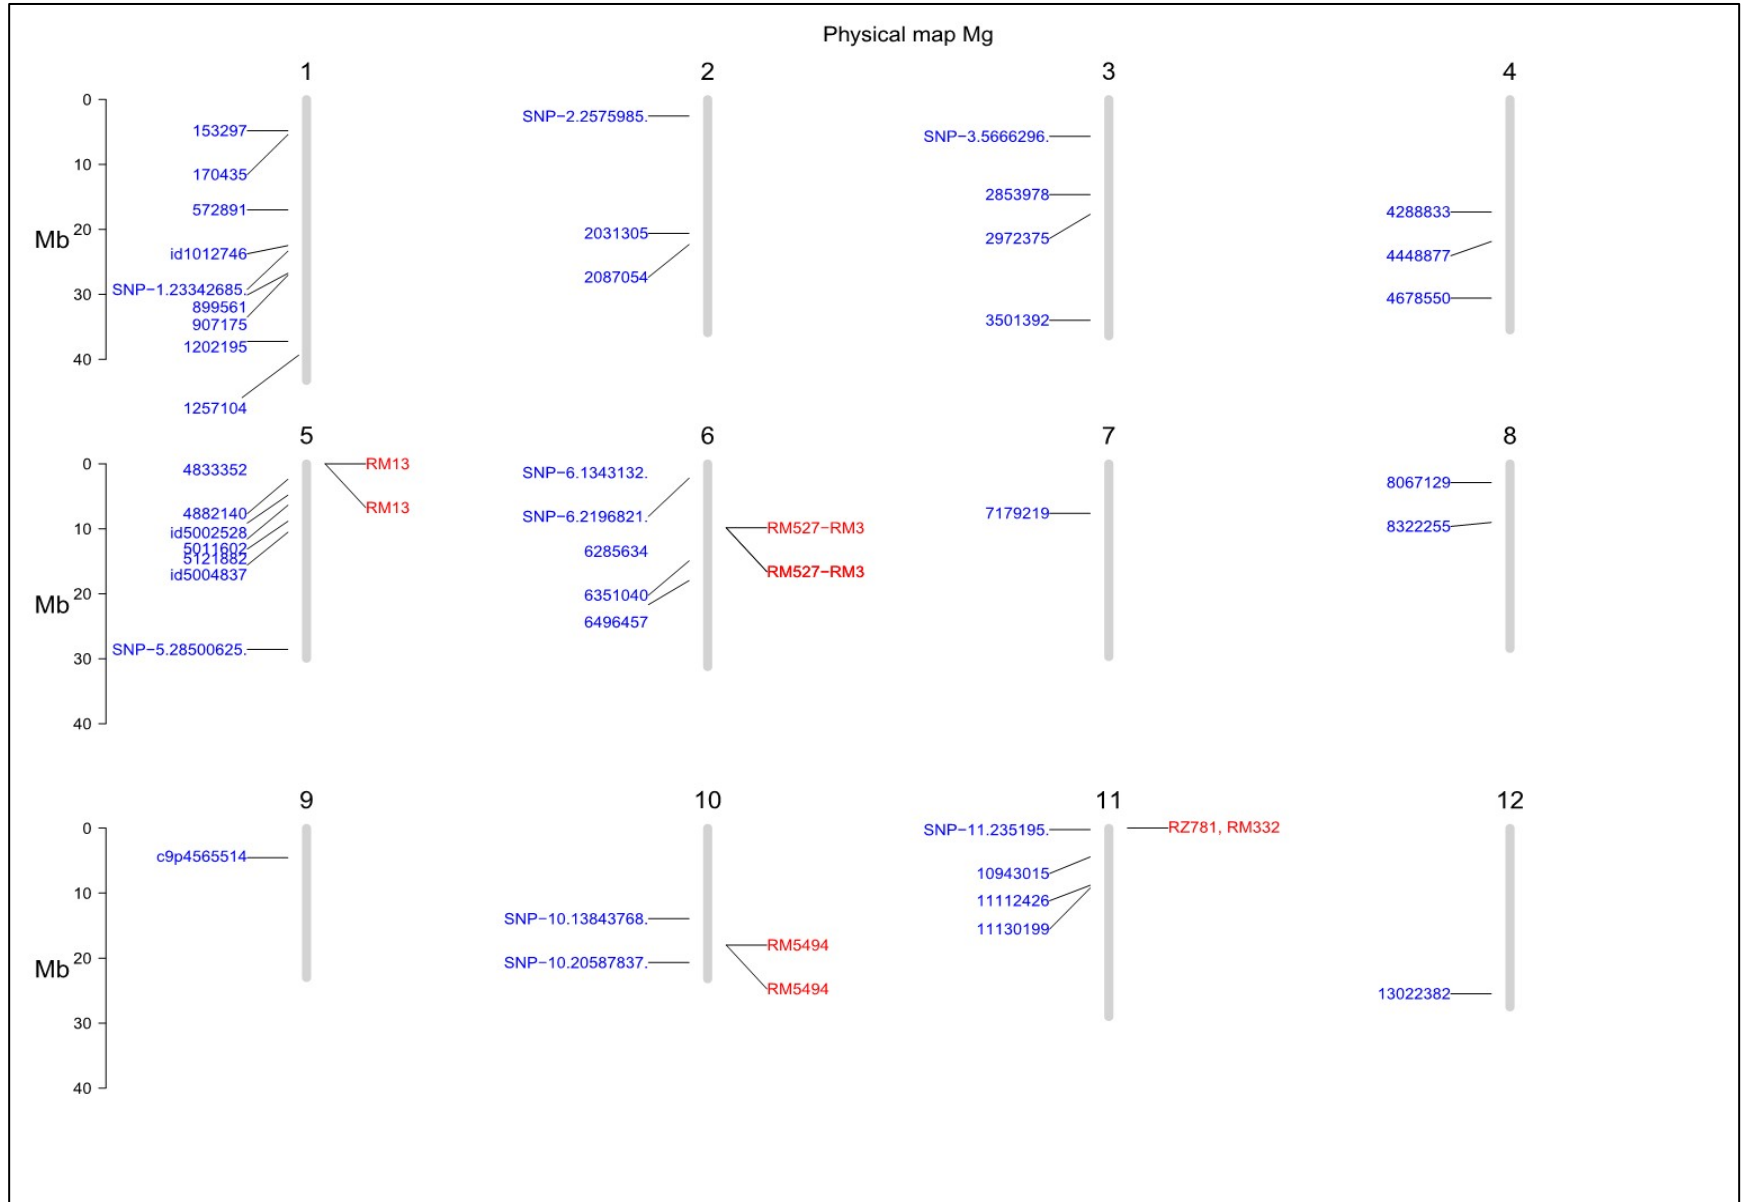 Physical map Mg
1
2
3
4
0
10
20
30
40
Mb
153297
170435
572891
id1012746
SNP−1.23342685.
899561
907175
1202195
1257104
SNP−2.2575985.
2031305
2087054
SNP−3.5666296.
2853978
2972375
3501392
4288833
4448877
4678550
5
6
7
8
0
10
20
30
40
Mb
4833352
4882140
id5002528
5011602
5121882
id5004837
SNP−5.28500625.
RM13
RM13
SNP−6.1343132.
SNP−6.2196821.
6285634
6351040
6496457
RM527−RM3
RM527−RM3
7179219
8067129
8322255
9
10
11
12
0
10
20
30
40
Mb
c9p4565514
SNP−10.13843768.
SNP−10.20587837.
RM5494
RM5494
SNP−11.235195.
10943015
11112426
11130199
RZ781, RM332
13022382